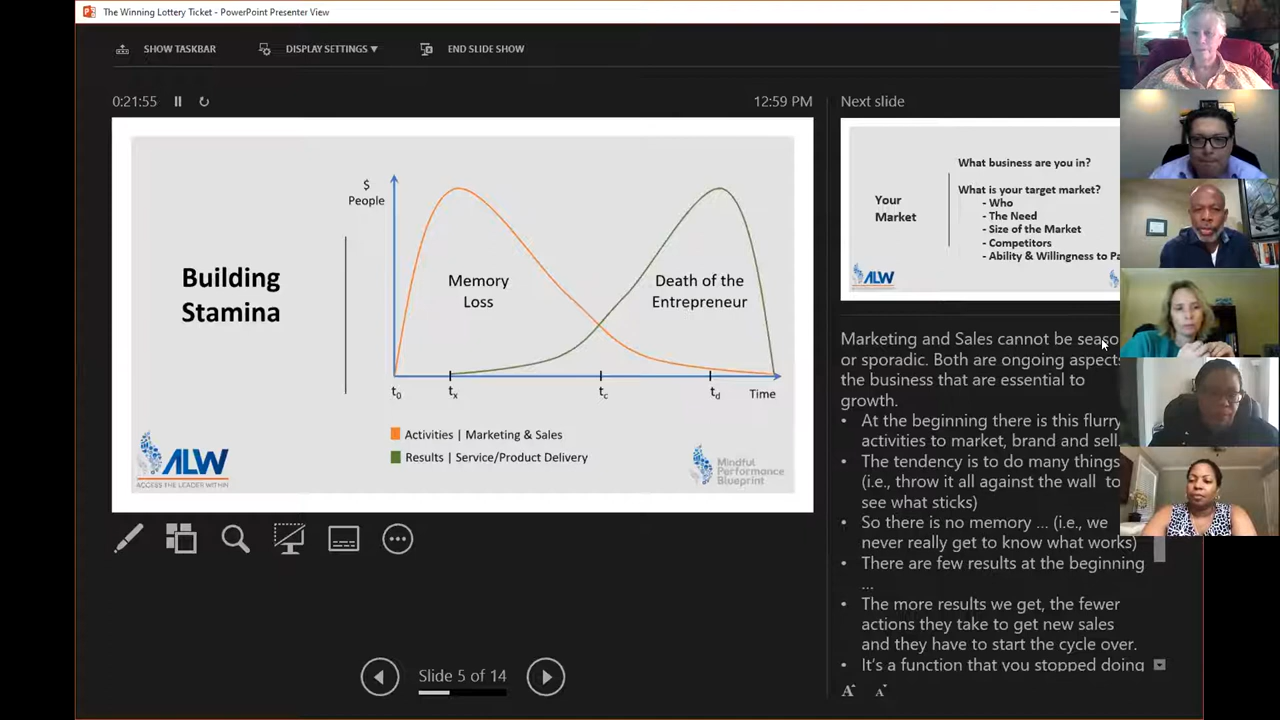 The Winning Lottery Ticket - PowerPoint Presenter View
SHOW TASKBAR
DISPLAY SETTINGS ▼
END SLIDE SHOW
0:21:55
12:59 PM
Building
Stamina
$
People
Memory
Loss
Death of the
Entrepreneur
t0
tx
tc
td
Time
Activities | Marketing & Sales
Results | Service/Product Delivery
ALW
ACCESS THE LEADER WITHIN
Mindful
Performance
Blueprint
Slide 5 of 14
Next slide
Your
Market
What business are you in?
What is your target market?
- Who
- The Need
- Size of the Market
- Competitors
- Ability & Willingness to Pa
ALW
Marketing and Sales cannot be seaso
or sporadic. Both are ongoing aspects
the business that are essential to
growth.
• At the beginning there is this flurry
activities to market, brand and sell.
• The tendency is to do many things
(i.e., throw it all against the wall to
see what sticks)
• So there is no memory ... (i.e., we
never really get to know what works)
• There are few results at the beginning
...
• The more results we get, the fewer
actions they take to get new sales
and they have to start the cycle over.
• It's a function that you stopped doing
A A